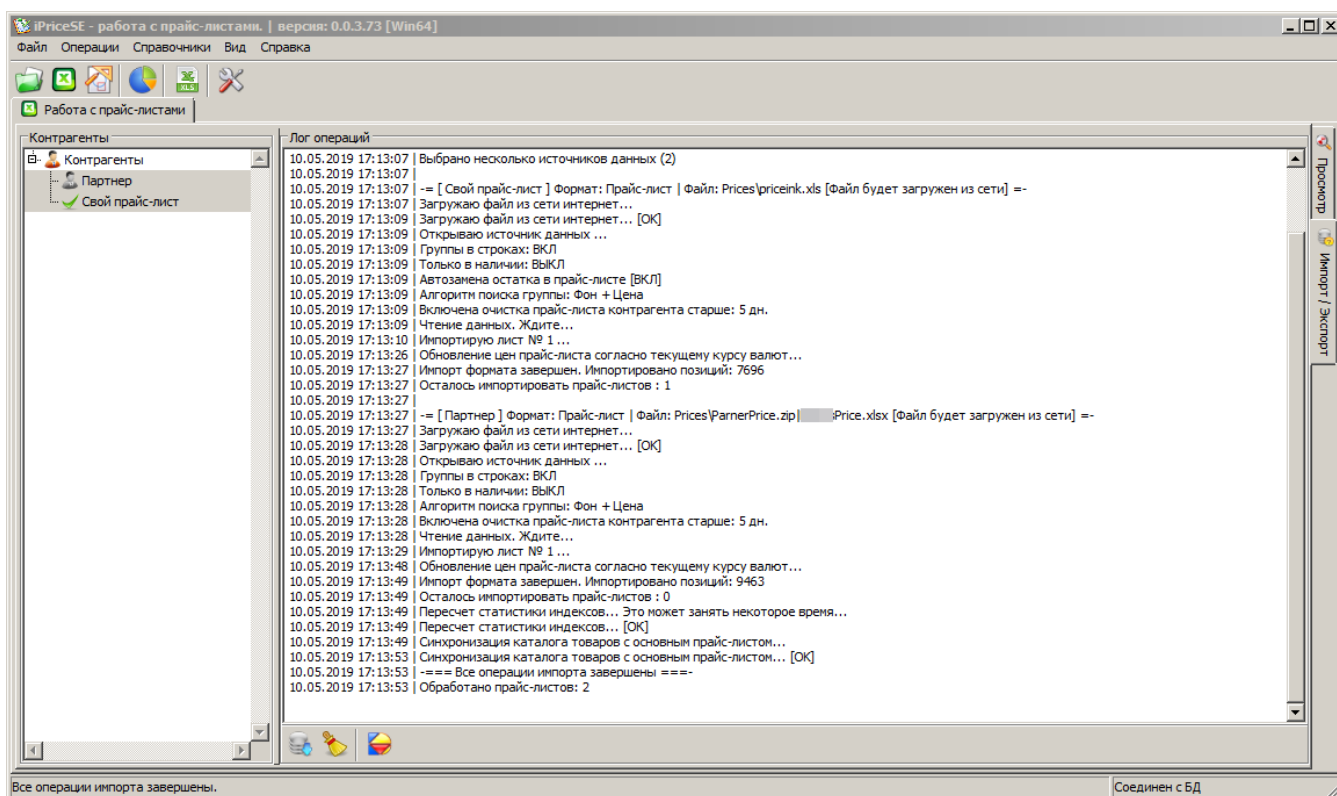 iPriceSE - работа с прайс-листами. | версия: 0.0.3.73 [Win64]
Файл Операции Справочники Вид Справка
XLS
Работа с прайс-листами
Контрагенты
Контрагенты
Партнер
Свой прайс-лист
Лог операций
10.05.2019 17:13:07 | Выбрано несколько источников данных (2)
10.05.2019 17:13:07 |
10.05.2019 17:13:07 | -= [ Свой прайс-лист ] Формат: Прайс-лист | Файл: Prices\priceink.xls [Файл будет загружен из сети] =-
10.05.2019 17:13:07 | Загружаю файл из сети интернет...
10.05.2019 17:13:09 | Загружаю файл из сети интернет... [ОК]
10.05.2019 17:13:09 | Открываю источник данных ...
10.05.2019 17:13:09 | Группы в строках: ВКЛ
10.05.2019 17:13:09 | Только в наличии: ВЫКЛ
10.05.2019 17:13:09 | Автозамена остатка в прайс-листе [ВКЛ]
10.05.2019 17:13:09 | Алгоритм поиска группы: Фон + Цена
10.05.2019 17:13:09 | Включена очистка прайс-листа контрагента старше: 5 дн.
10.05.2019 17:13:09 | Чтение данных. Ждите...
10.05.2019 17:13:10 | Импортирую лист № 1 ...
10.05.2019 17:13:26 | Обновление цен прайс-листа согласно текущему курсу валют...
10.05.2019 17:13:27 | Импорт формата завершен. Импортировано позиций: 7696
10.05.2019 17:13:27 | Осталось импортировать прайс-листов : 1
10.05.2019 17:13:27 |
10.05.2019 17:13:27 | -= [ Партнер ] Формат: Прайс-лист | Файл: Prices\ParnerPrice.zip| Price.xlsx [Файл будет загружен из сети] =-
10.05.2019 17:13:27 | Загружаю файл из сети интернет...
10.05.2019 17:13:28 | Загружаю файл из сети интернет... [ОК]
10.05.2019 17:13:28 | Открываю источник данных ...
10.05.2019 17:13:28 | Группы в строках: ВКЛ
10.05.2019 17:13:28 | Только в наличии: ВЫКЛ
10.05.2019 17:13:28 | Алгоритм поиска группы: Фон + Цена
10.05.2019 17:13:28 | Включена очистка прайс-листа контрагента старше: 5 дн.
10.05.2019 17:13:28 | Чтение данных. Ждите...
10.05.2019 17:13:29 | Импортирую лист № 1 ...
10.05.2019 17:13:48 | Обновление цен прайс-листа согласно текущему курсу валют...
10.05.2019 17:13:49 | Импорт формата завершен. Импортировано позиций: 9463
10.05.2019 17:13:49 | Осталось импортировать прайс-листов : 0
10.05.2019 17:13:49 | Пересчет статистики индексов... Это может занять некоторое время...
10.05.2019 17:13:49 | Пересчет статистики индексов... [ОК]
10.05.2019 17:13:49 | Синхронизация каталога товаров с основным прайс-листом...
10.05.2019 17:13:53 | Синхронизация каталога товаров с основным прайс-листом... [ОК]
10.05.2019 17:13:53 | -=== Все операции импорта завершены ===-
10.05.2019 17:13:53 | Обработано прайс-листов: 2
Просмотр
Импорт / Экспорт
Все операции импорта завершены.
Соединен с БД